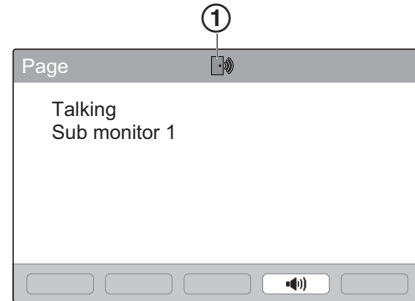 ①
Page
Talking
Sub monitor 1